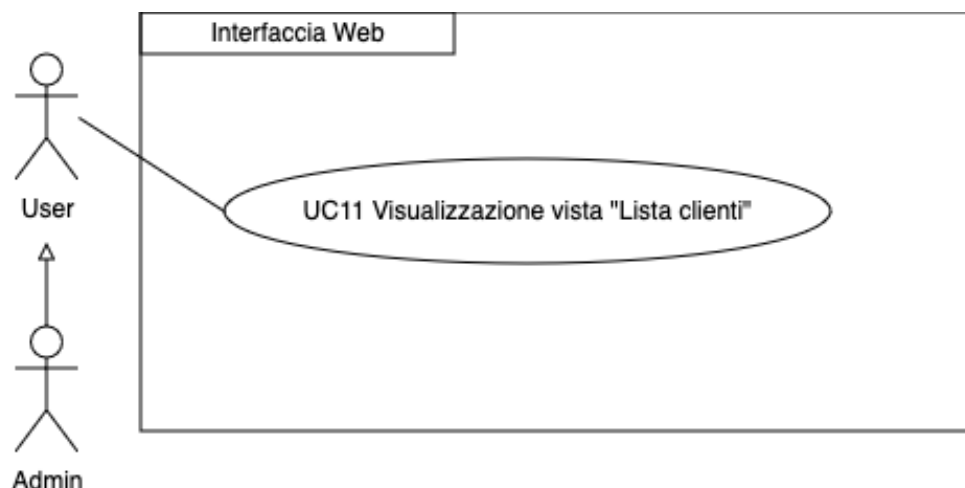 Interfaccia Web
User
UC11 Visualizzazione vista "Lista clienti"
Admin